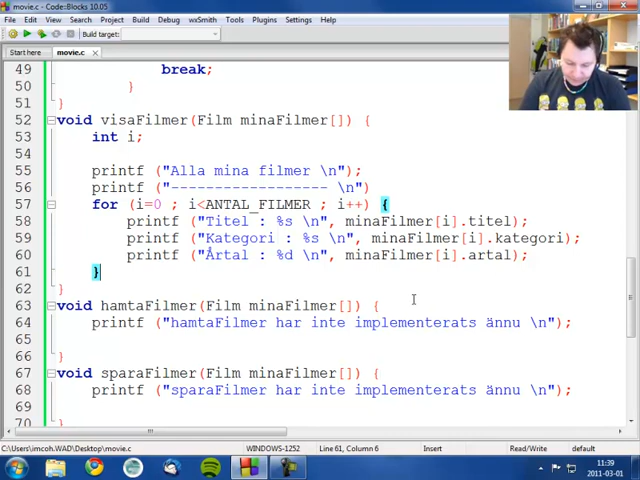 movie.c - Code::Blocks 10.05
File Edit View Search Project Build Debug wxSmith Tools Plugins Settings Help
Build target:
Start here movie.c
49 break;
50 }
51 }
52 void visaFilmer(Film minaFilmer[]) {
53 int i;
54
55 printf ("Alla mina filmer \n");
56 printf ("------------------ \n")
57 for (i=0 ; i<ANTAL_FILMER ; i++) {
58 printf ("Titel : %s \n", minaFilmer[i].titel);
59 printf ("Kategori : %s \n", minaFilmer[i].kategori);
60 printf ("Årtal : %d \n", minaFilmer[i].artal);
61 }
62 }
63 void hamtaFilmer(Film minaFilmer[]) {
64 printf ("hamtaFilmer har inte implementerats ännu \n");
65
66 }
67 void sparaFilmer(Film minaFilmer[]) {
68 printf ("sparaFilmer har inte implementerats ännu \n");
69
70 }
C:\Users\imcoh.WAD\Desktop\movie.c WINDOWS-1252 Line 61, Column 6 Insert Read/Write default
11:39
2011-03-01